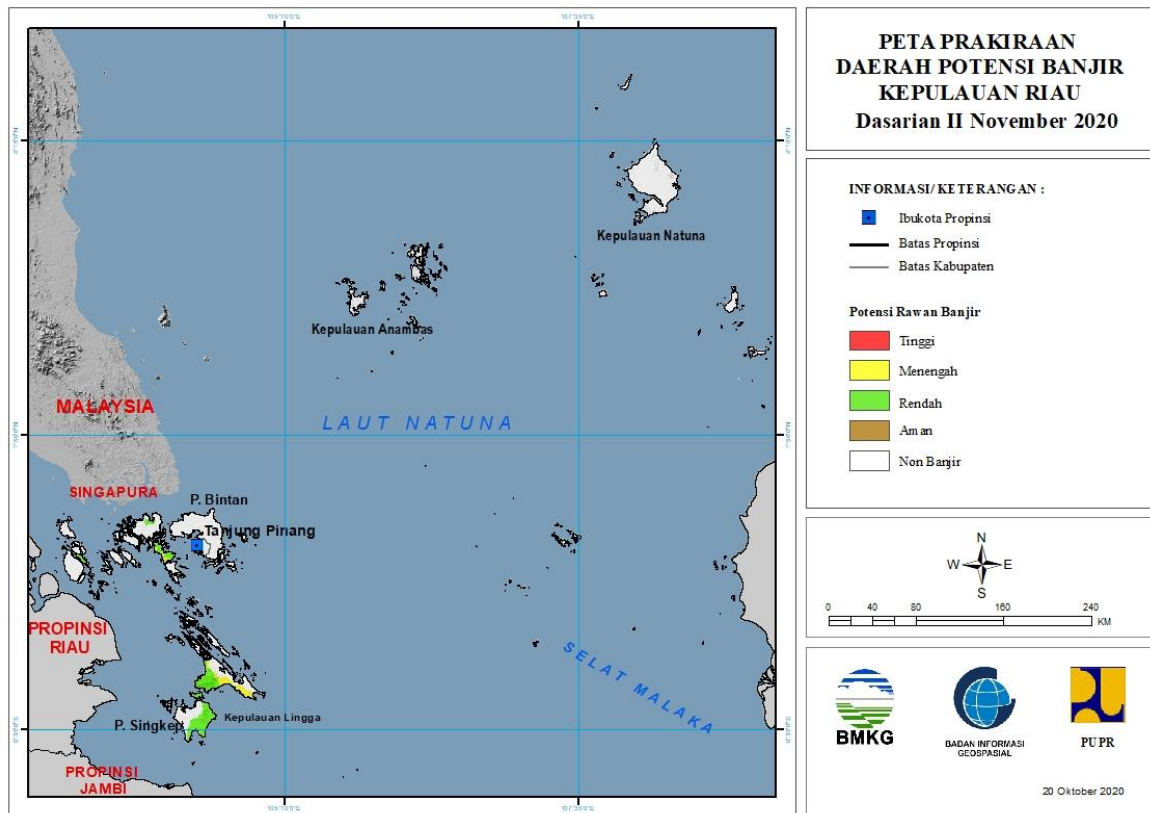 PETA PRAKIRAAN
DAERAH POTENSI BANJIR
KEPULAUAN RIAU
Dasarian II November 2020
INFORMASI/ KETERANGAN :
Ibukota Propinsi
Batas Propinsi
Batas Kabupaten
Potensi Rawan Banjir
Tinggi
Menengah
Rendah
Aman
Non Banjir
N
W E
S
0 40 80 160 240
KM
BMKG
BADAN INFORMASI
GEOSPASIAL
PUPR
20 Oktober 2020
Kepulauan Natuna
Kepulauan Anambas
MALAYSIA
LAUT NATUNA
SINGAPURA
P. Bintan
Tanjung Pinang
PROPINSI
RIAU
SELAT MALAKA
Kepulauan Lingga
P. Singkep
PROPINSI
JAMBI